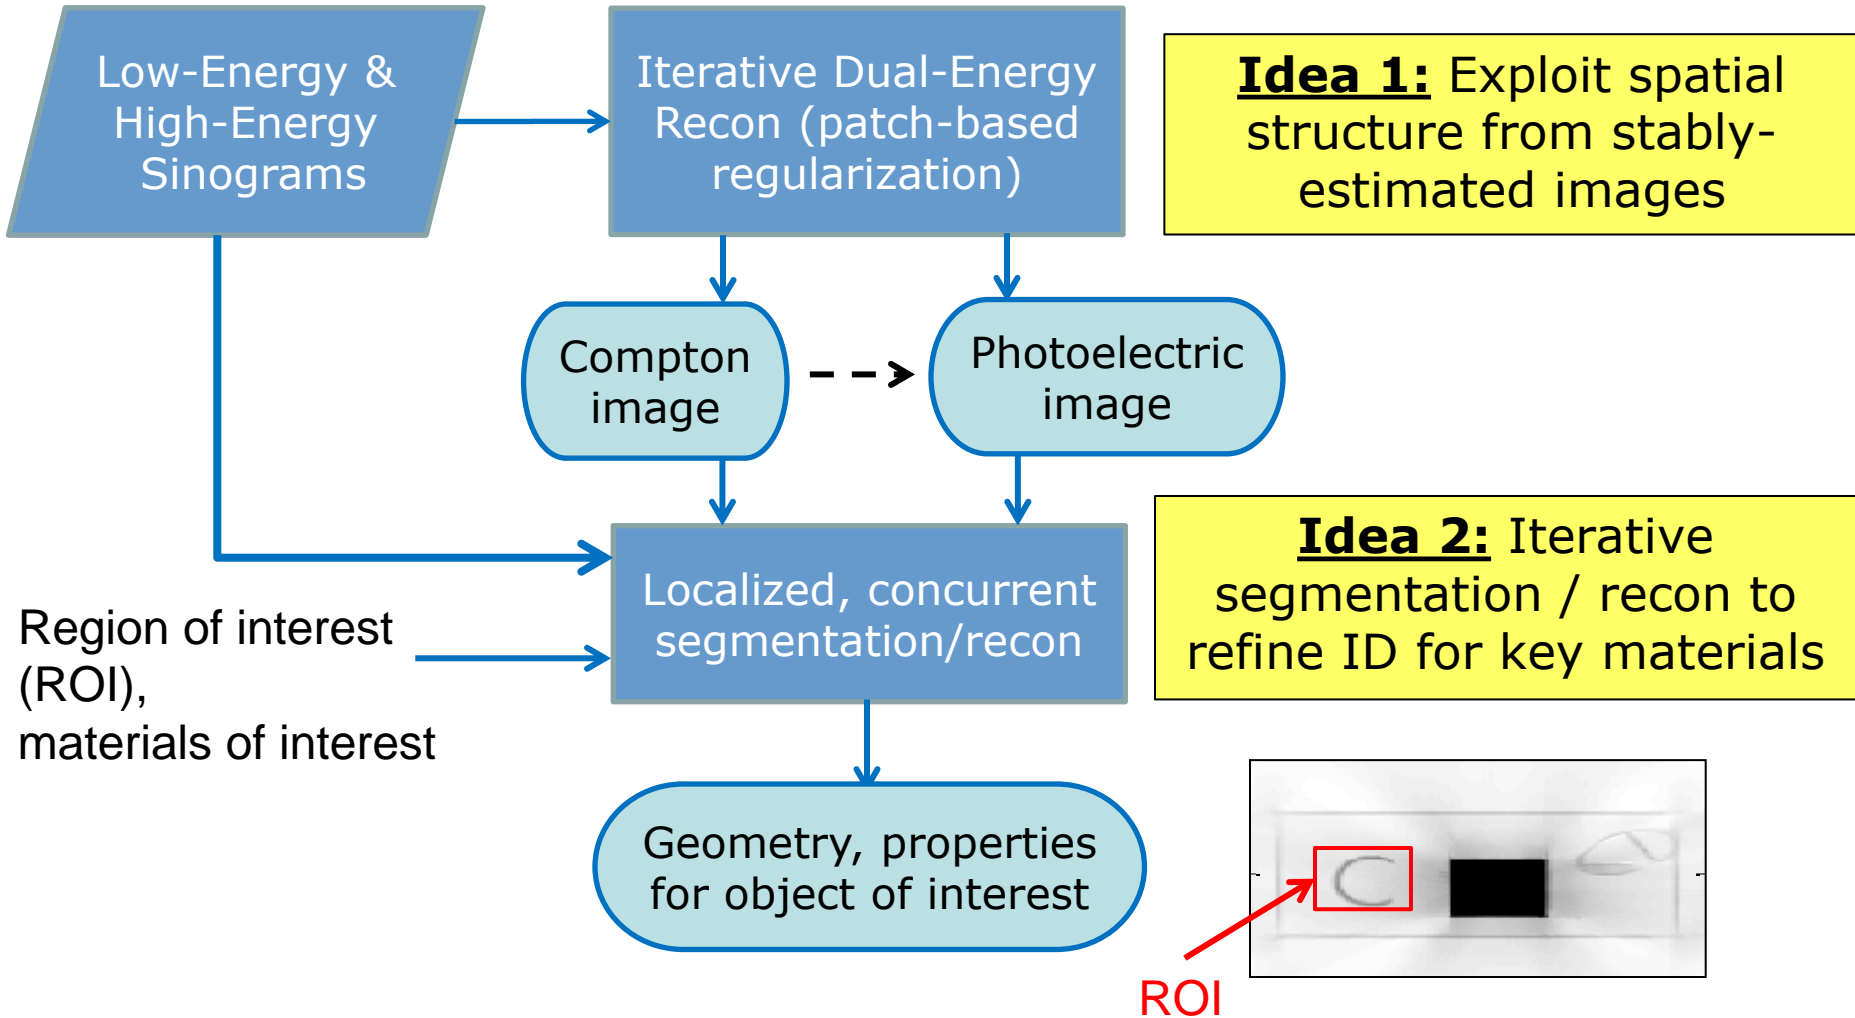 Low-Energy &
High-Energy
Sinograms
Iterative Dual-Energy
Recon (patch-based
regularization)
Idea 1: Exploit spatial
structure from stably-
estimated images
Compton
image
Photoelectric
image
Localized, concurrent
segmentation/recon
Idea 2: Iterative
segmentation / recon to
refine ID for key materials
Region of interest
(ROI),
materials of interest
Geometry, properties
for object of interest
ROI